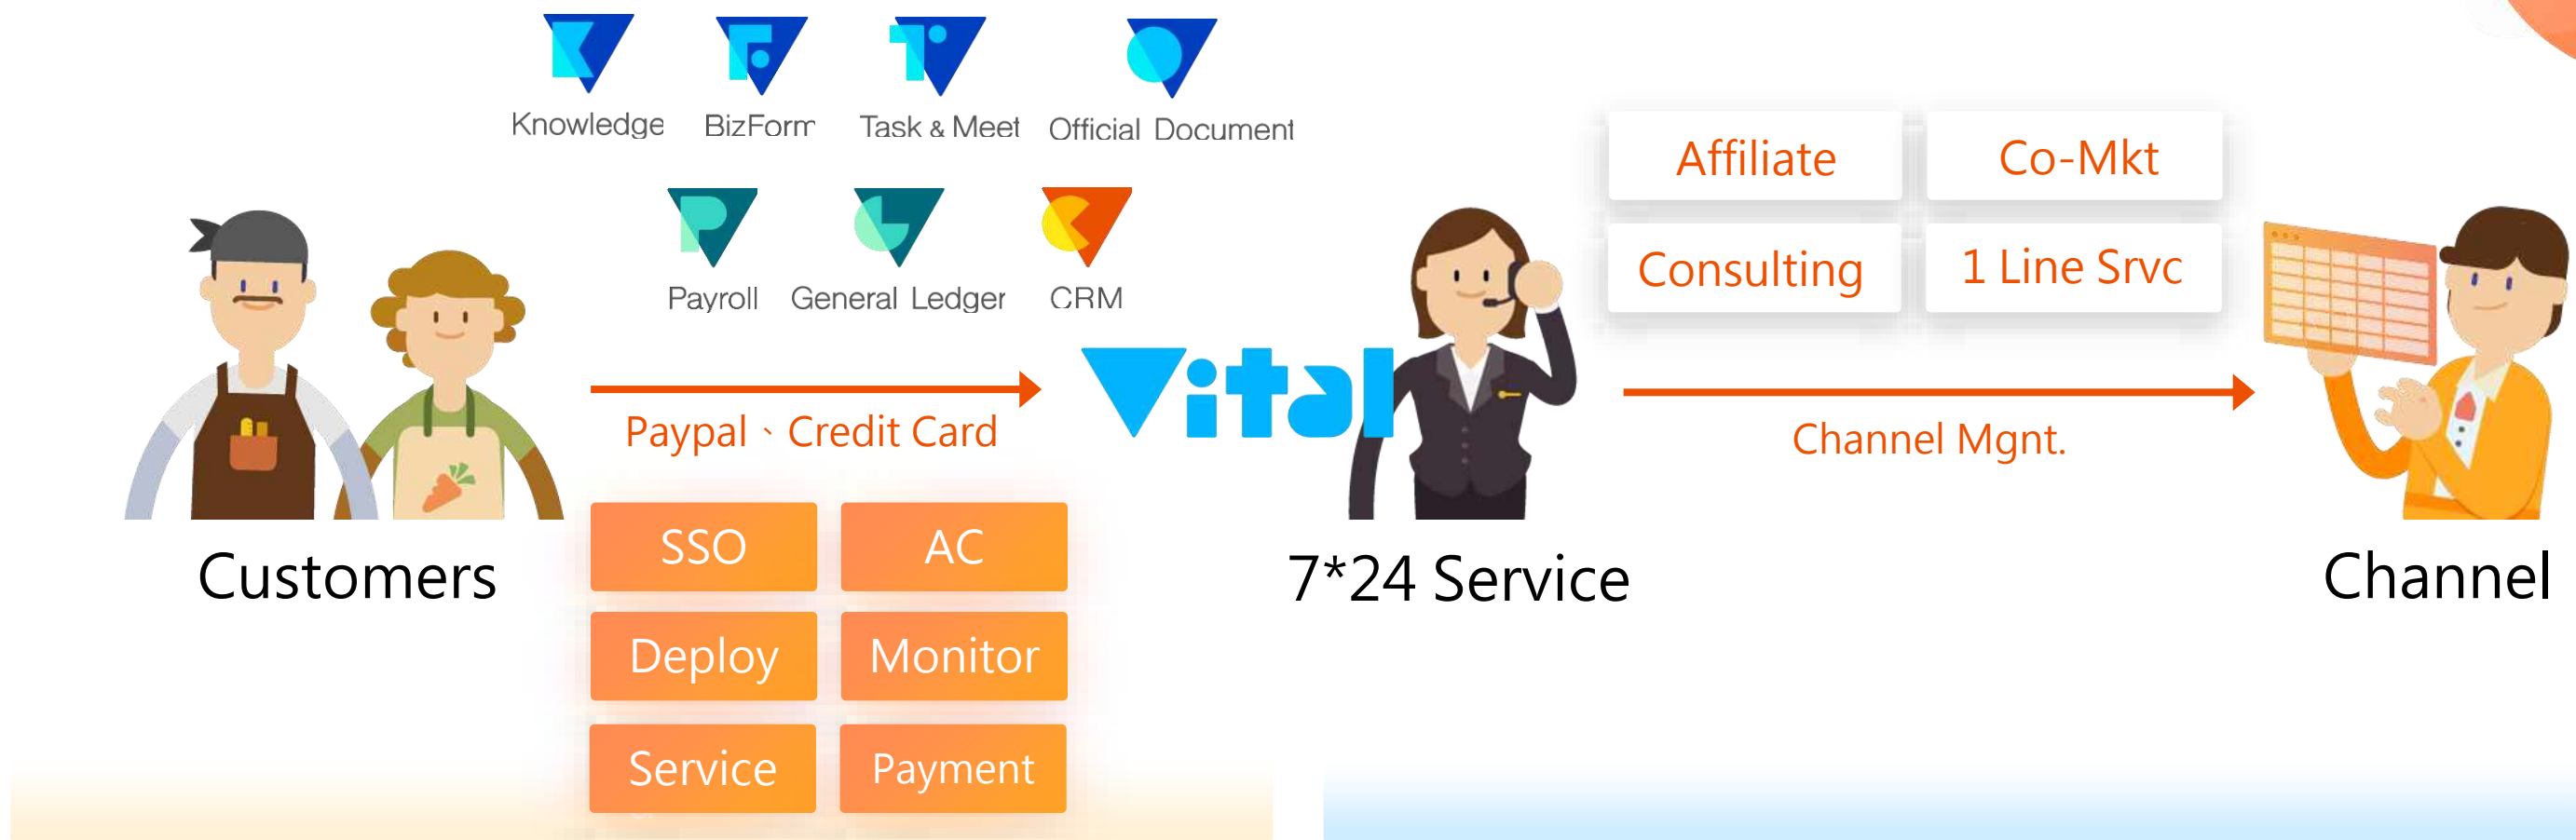 Knowledge BizForm Task & Meet Official Document
Payroll General Ledger CRM
Paypal、Credit Card
SSO AC
Deploy Monitor
Service Payment
Customers
Vital
7*24 Service
Affiliate Co-Mkt
Consulting 1 Line Srvc
Channel Mgnt.
Channel